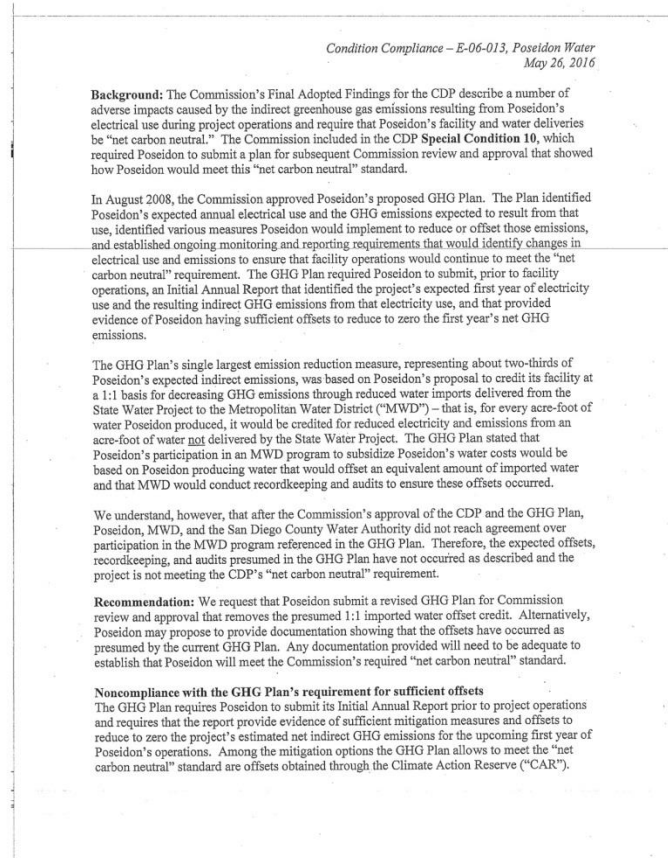 Condition Compliance – E-06-013, Poseidon Water
May 26, 2016
Background: The Commission's Final Adopted Findings for the CDP describe a number of
adverse impacts caused by the indirect greenhouse gas emissions resulting from Poseidon's
electrical use during project operations and require that Poseidon's facility and water deliveries
be "net carbon neutral." The Commission included in the CDP Special Condition 10, which
required Poseidon to submit a plan for subsequent Commission review and approval that showed
how Poseidon would meet this "net carbon neutral" standard.
In August 2008, the Commission approved Poseidon's proposed GHG Plan. The Plan identified
Poseidon's expected annual electrical use and the GHG emissions expected to result from that
use, identified various measures Poseidon would implement to reduce or offset those emissions,
and established ongoing monitoring and reporting requirements that would identify changes in
electrical use and emissions to ensure that facility operations would continue to meet the "net
carbon neutral" requirement. The GHG Plan required Poseidon to submit, prior to facility
operations, an Initial Annual Report that identified the project's expected first year of electricity
use and the resulting indirect GHG emissions from that electricity use, and that provided
evidence of Poseidon having sufficient offsets to reduce to zero the first year's net GHG
emissions.
The GHG Plan's single largest emission reduction measure, representing about two-thirds of
Poseidon's expected indirect emissions, was based on Poseidon's proposal to credit its facility at
a 1:1 basis for decreasing GHG emissions through reduced water imports delivered from the
State Water Project to the Metropolitan Water District ("MWD") – that is, for every acre-foot of
water Poseidon produced, it would be credited for reduced electricity and emissions from an
acre-foot of water not delivered by the State Water Project. The GHG Plan stated that
Poseidon's participation in an MWD program to subsidize Poseidon's water costs would be
based on Poseidon producing water that would offset an equivalent amount of imported water
and that MWD would conduct recordkeeping and audits to ensure these offsets occurred.
We understand, however, that after the Commission's approval of the CDP and the GHG Plan,
Poseidon, MWD, and the San Diego County Water Authority did not reach agreement over
participation in the MWD program referenced in the GHG Plan. Therefore, the expected offsets,
recordkeeping, and audits presumed in the GHG Plan have not occurred as described and the
project is not meeting the CDP's "net carbon neutral" requirement.
Recommendation: We request that Poseidon submit a revised GHG Plan for Commission
review and approval that removes the presumed 1:1 imported water offset credit. Alternatively,
Poseidon may propose to provide documentation showing that the offsets have occurred as
presumed by the current GHG Plan. Any documentation provided will need to be adequate to
establish that Poseidon will meet the Commission's required "net carbon neutral" standard.
Noncompliance with the GHG Plan's requirement for sufficient offsets
The GHG Plan requires Poseidon to submit its Initial Annual Report prior to project operations
and requires that the report provide evidence of sufficient mitigation measures and offsets to
reduce to zero the project's estimated net indirect GHG emissions for the upcoming first year of
Poseidon's operations. Among the mitigation options the GHG Plan allows to meet the "net
carbon neutral" standard are offsets obtained through the Climate Action Reserve ("CAR").